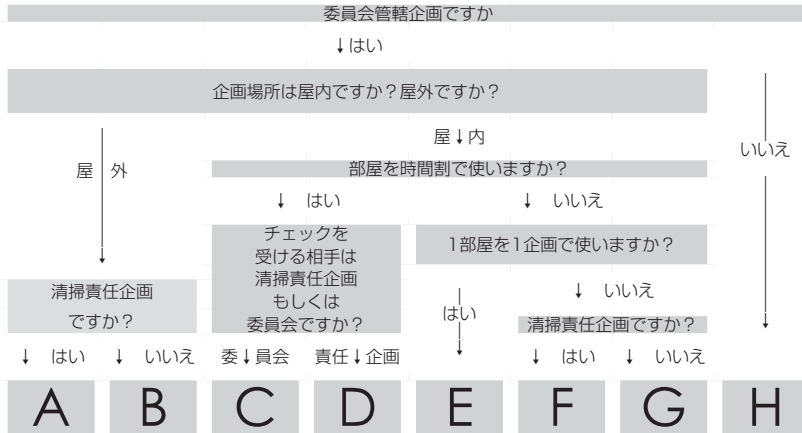 委員会管轄企画ですか
↓はい
企画場所は屋内ですか？屋外ですか？
屋↓内
いいえ
屋 外
部屋を時間割で使いますか？
↓ はい
↓ いいえ
チェックを
受ける相手は
清掃責任企画
もしくは
委員会ですか？
1部屋を1企画で使いますか？
清掃責任企画
ですか？
はい
↓ いいえ
清掃責任企画ですか？
↓ はい ↓ いいえ 委↓員会 責任↓企画 ↓ はい ↓ いいえ
A B C D E F G H